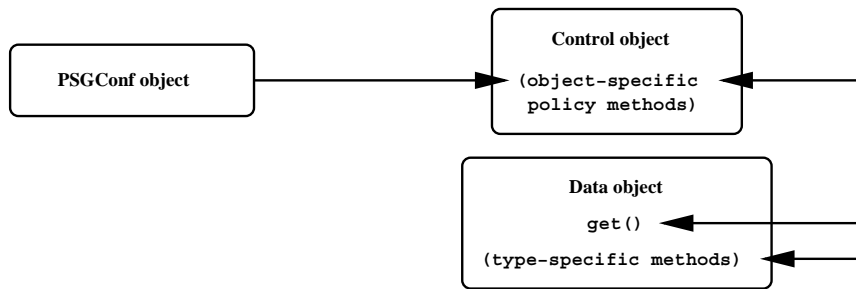 PSGConf object
Control object
(object-specific
policy methods)
Data object
get()
(type-specific methods)